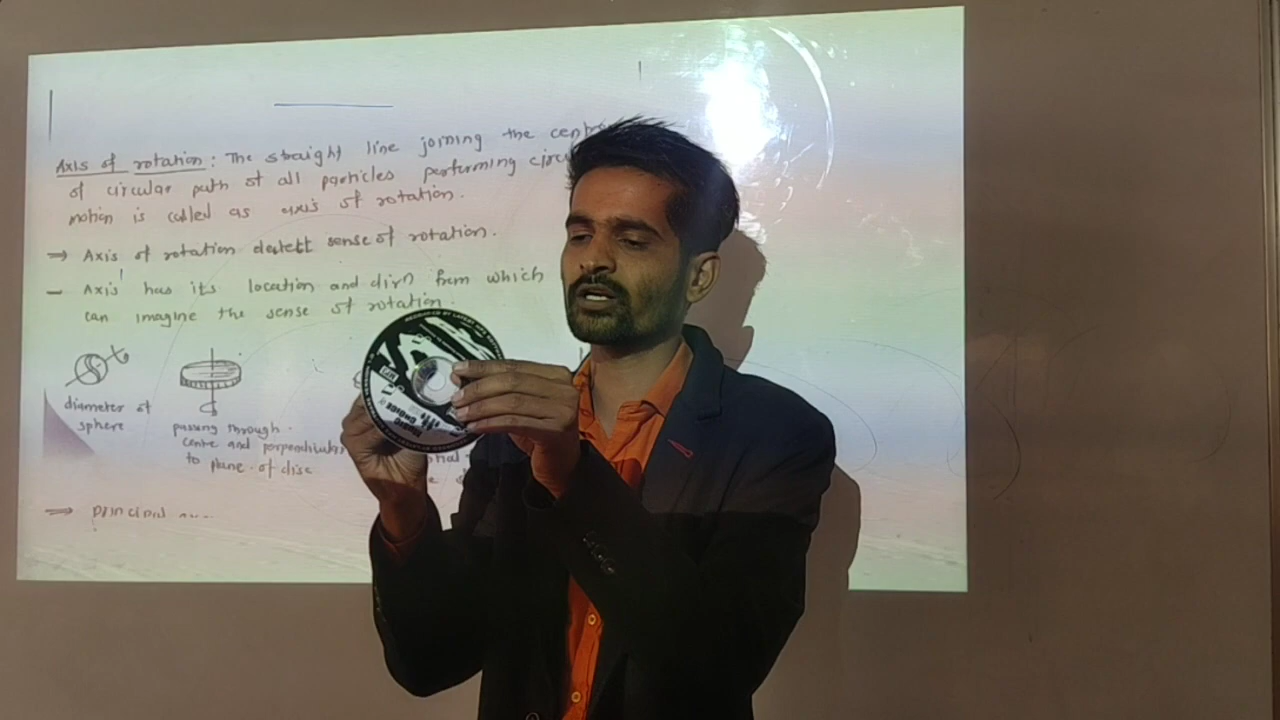 Axis of rotation : The straight line joining the cent
of circular path of all particles performing circu
motion is called as axis of rotation.
⇒ Axis of rotation detect sense of rotation.
– Axis has it's location and dirn from which
can imagine the sense of rotation.
diameter of
sphere
passing through
centre and perpendicular
to plane of disc
⇒ principal